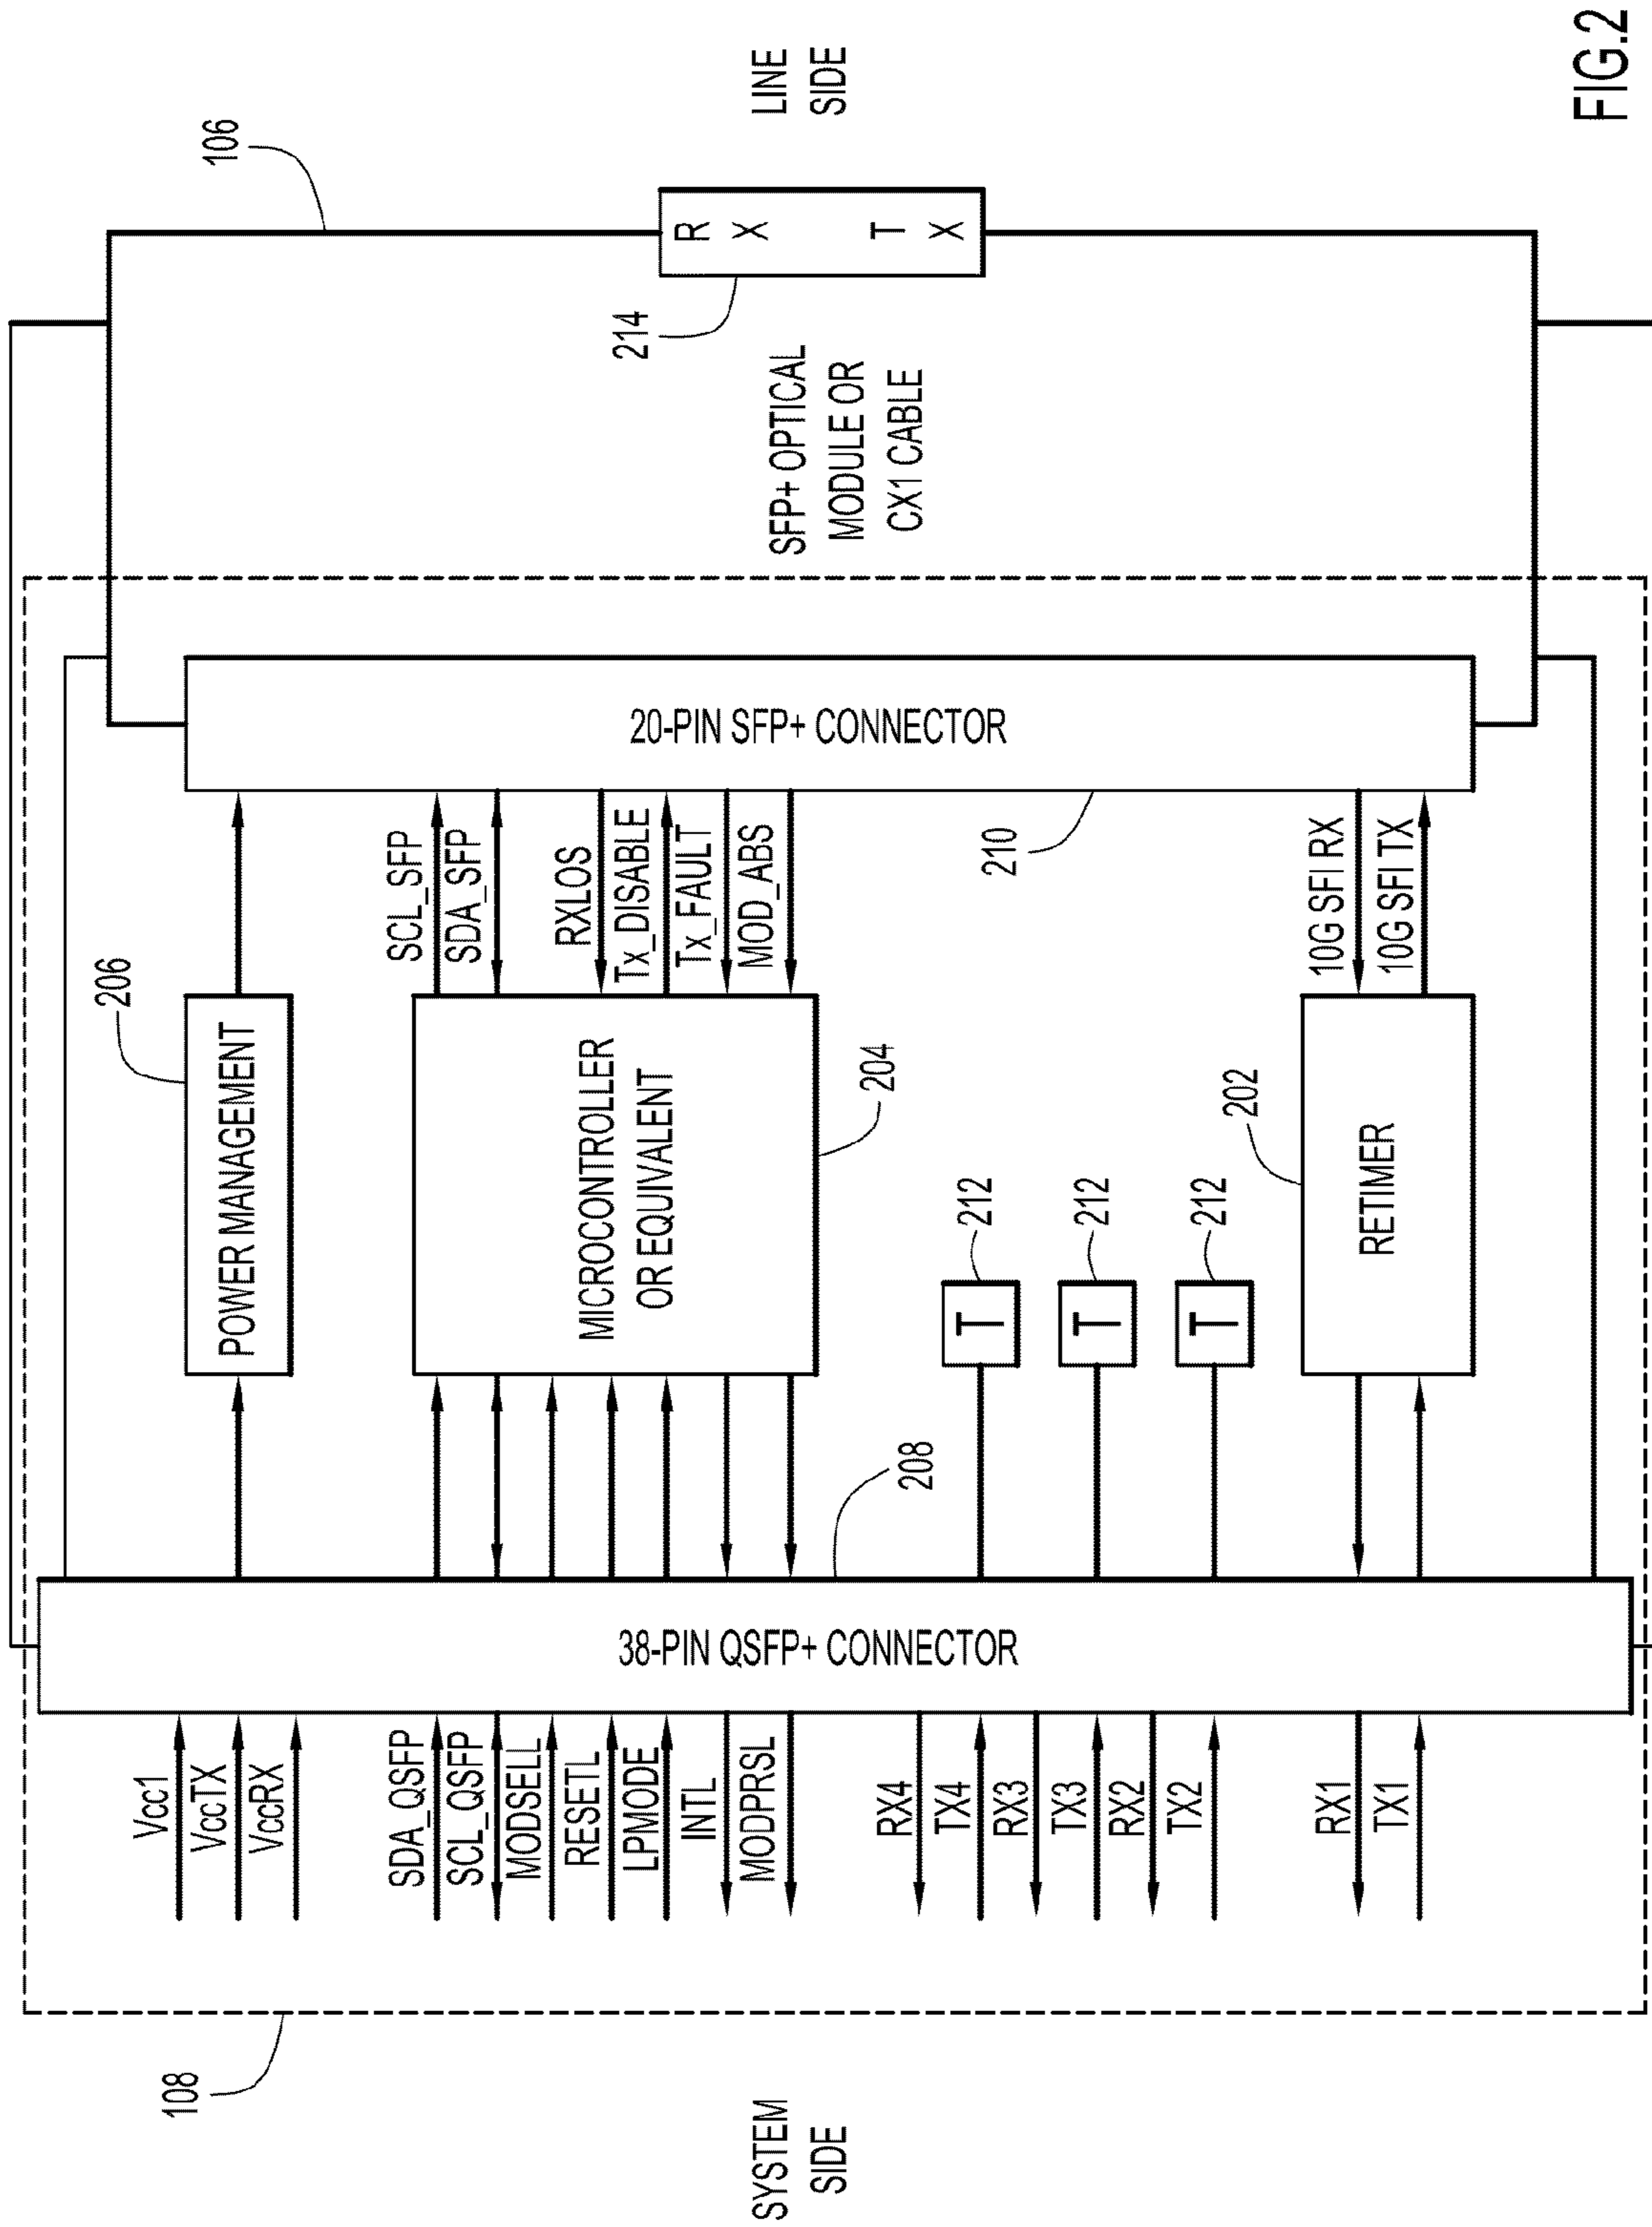 SYSTEM
SIDE
108
Vcc1
VccTX
VccRX
SDA_QSFP
SCL_QSFP
MODSELL
RESETL
LPMODE
INTL
MODPRSL
RX4
TX4
RX3
TX3
RX2
TX2
RX1
TX1
38-PIN QSFP+ CONNECTOR
208
POWER MANAGEMENT
206
MICROCONTROLLER
OR EQUIVALENT
204
T
212
T
212
T
212
RETIMER
202
SCL_SFP
SDA_SFP
RXLOS
Tx_DISABLE
Tx_FAULT
MOD_ABS
10G SFI RX
10G SFI TX
20-PIN SFP+ CONNECTOR
210
SFP+ OPTICAL
MODULE OR
CX1 CABLE
214
R
X
T
X
106
LINE
SIDE
FIG.2